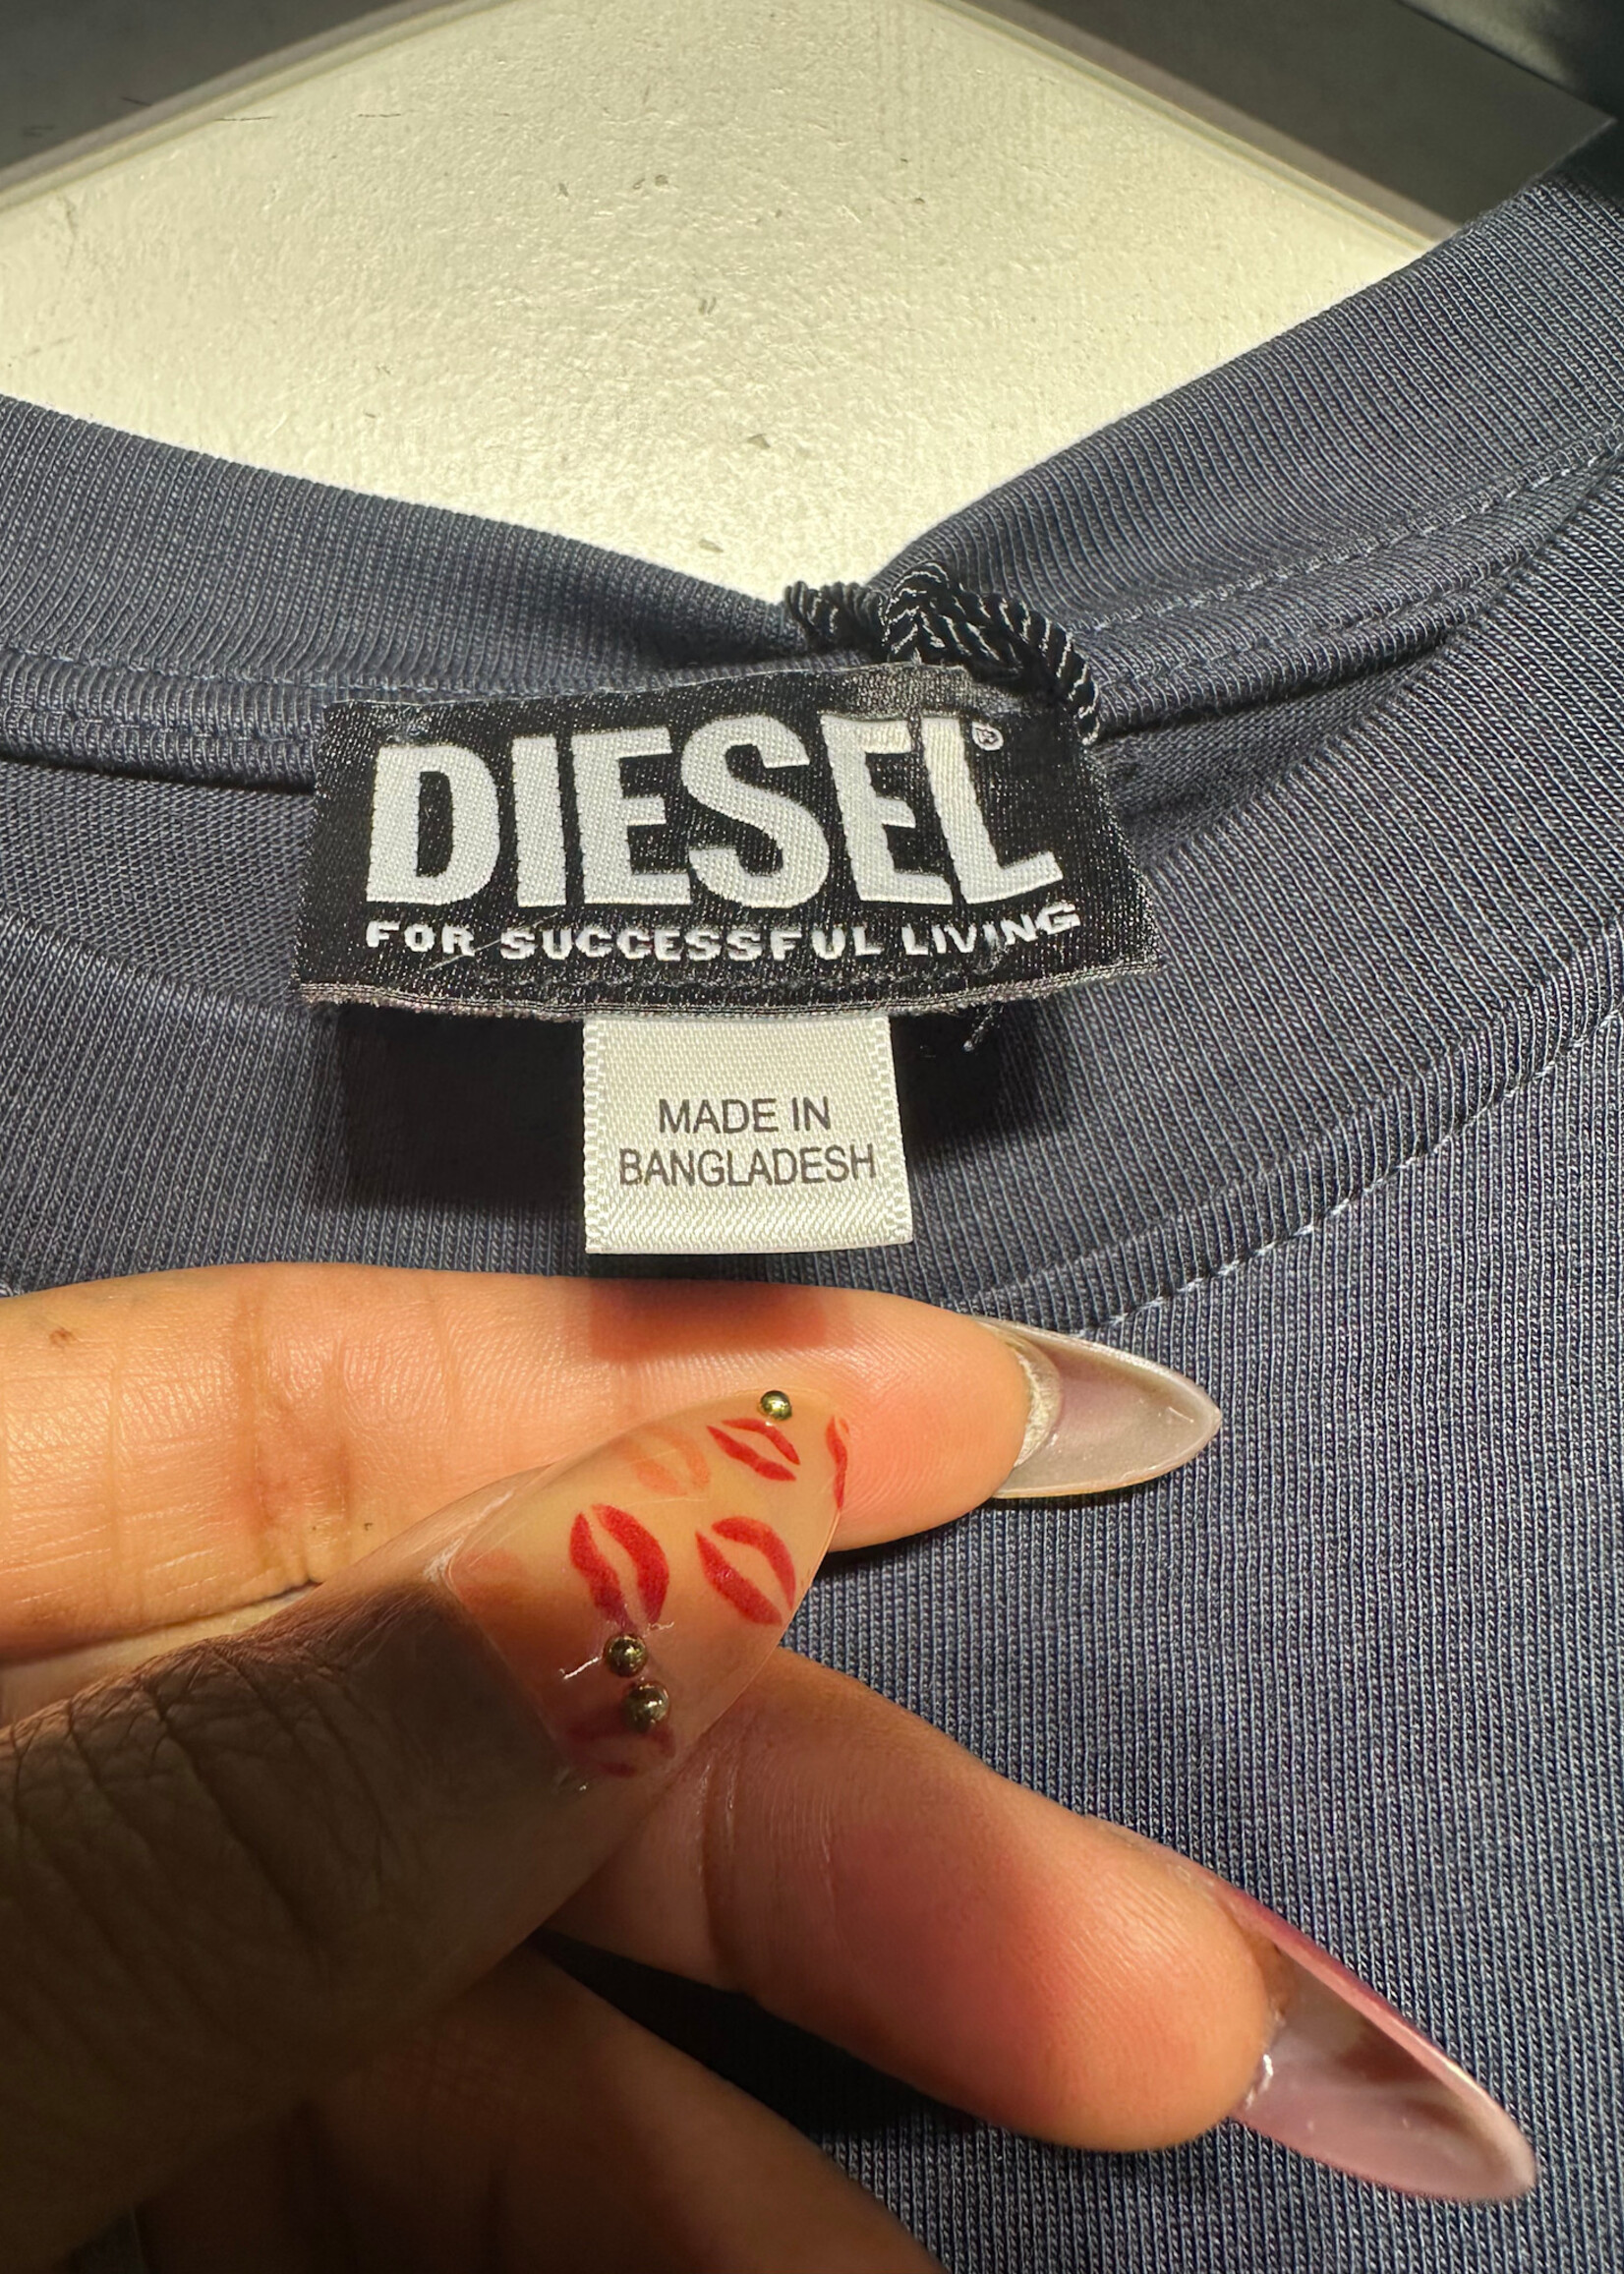 DIESEL®
FOR SUCCESSFUL LIVING
MADE IN
BANGLADESH